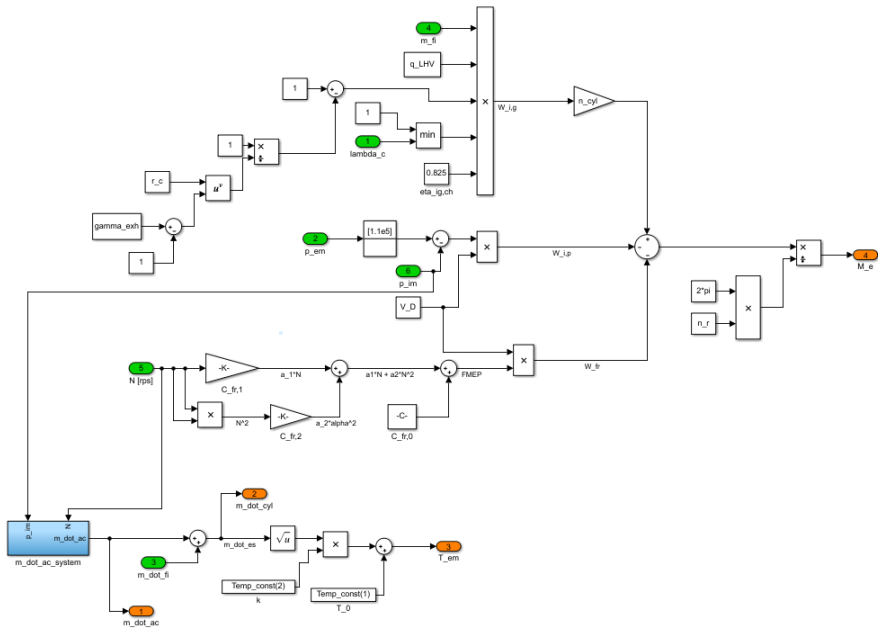 4
m_fi
q_LHV
1
+
-
×
W_i,g
n_cyl
1
min
1
lambda_c
1
×
÷
0.825
eta_ig,ch
r_c
u^v
gamma_exh
+
-
1
2
p_em
[1.1e5]
+
-
×
W_i,p
6
p_im
+
-
-
×
÷
4
M_e
2*pi
×
n_r
V_D
×
W_fr
5
N [rps]
-K-
C_fr,1
a_1*N
+
+
a1*N + a2*N^2
+
+
FMEP
×
N^2
-K-
C_fr,2
a_2*alpha^2
-C-
C_fr,0
2
m_dot_cyl
p_im
N
m_dot_ac
m_dot_ac_system
+
+
m_dot_es
√u
×
+
+
3
T_em
3
m_dot_fi
Temp_const(2)
k
Temp_const(1)
T_0
1
m_dot_ac